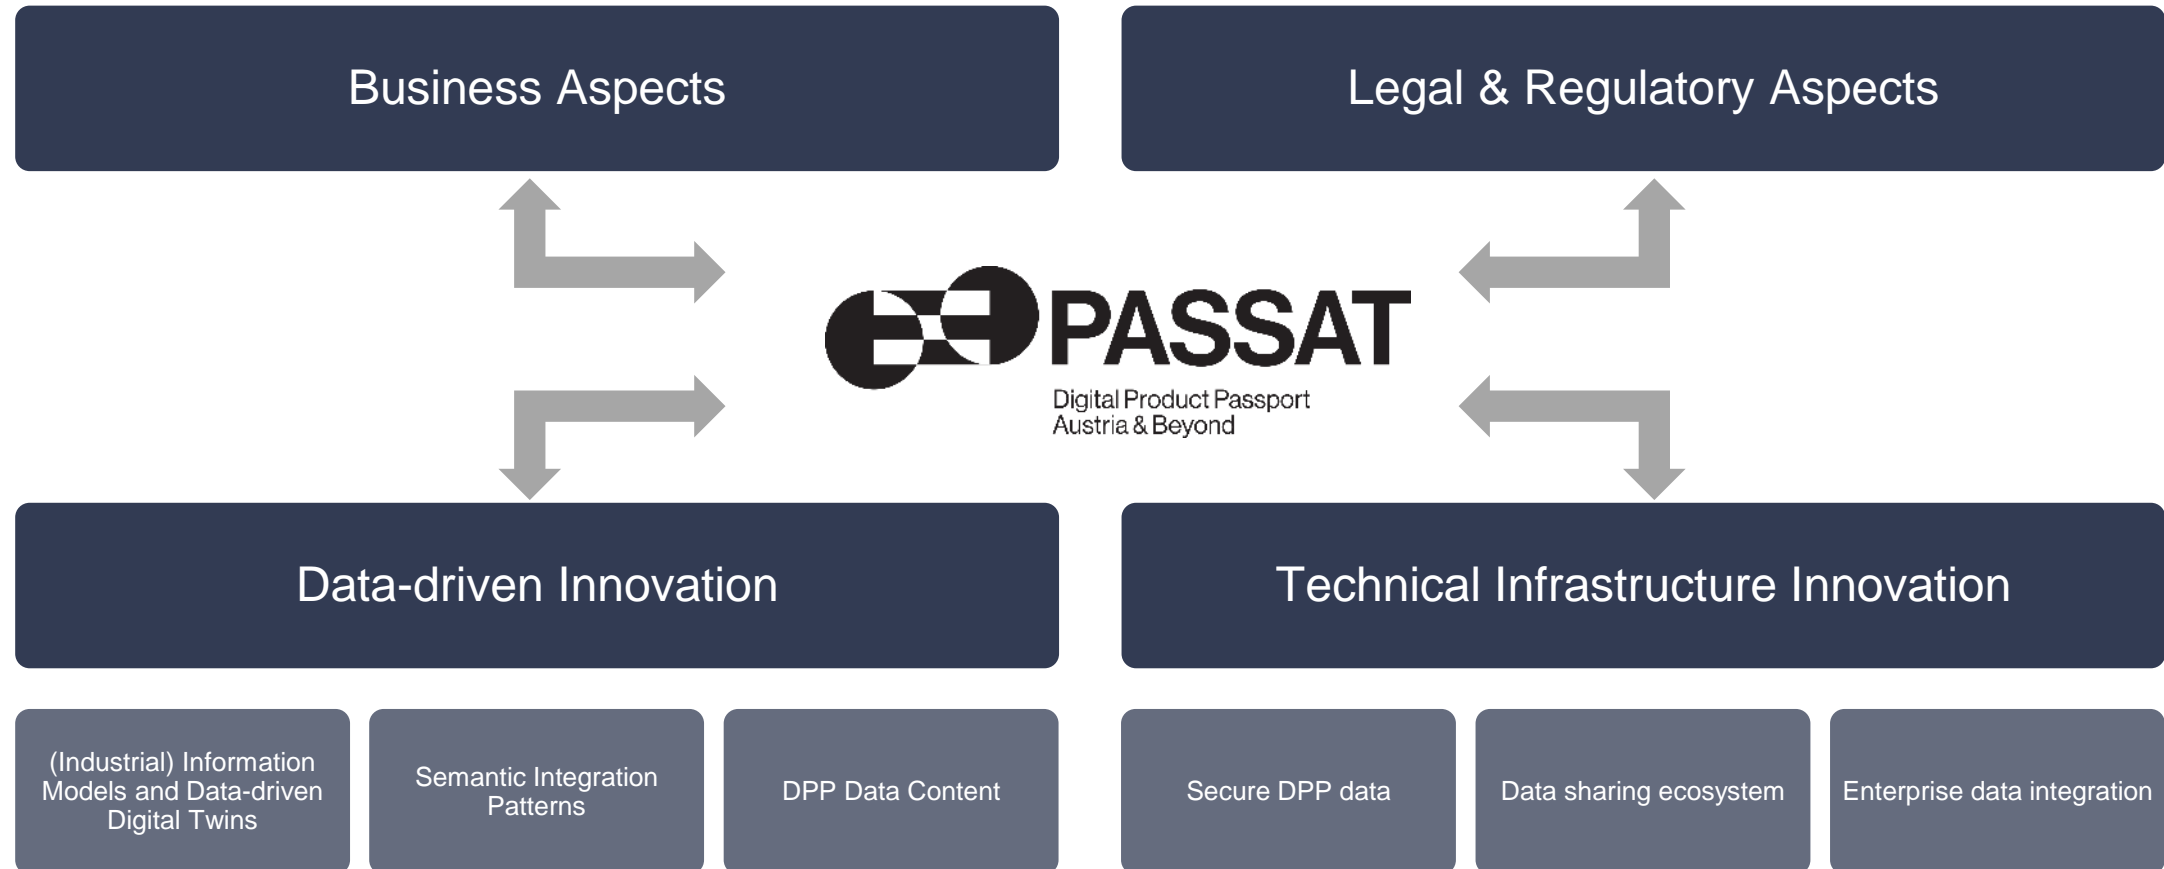 Business Aspects
Legal & Regulatory Aspects
PASSAT
Digital Product Passport
Austria & Beyond
Data-driven Innovation
Technical Infrastructure Innovation
(Industrial) Information
Models and Data-driven
Digital Twins
Semantic Integration
Patterns
DPP Data Content
Secure DPP data
Data sharing ecosystem
Enterprise data integration